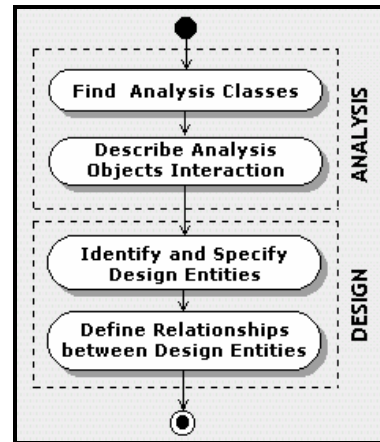 Find Analysis Classes
Describe Analysis
Objects Interaction
ANALYSIS
Identify and Specify
Design Entities
Define Relationships
between Design Entities
DESIGN